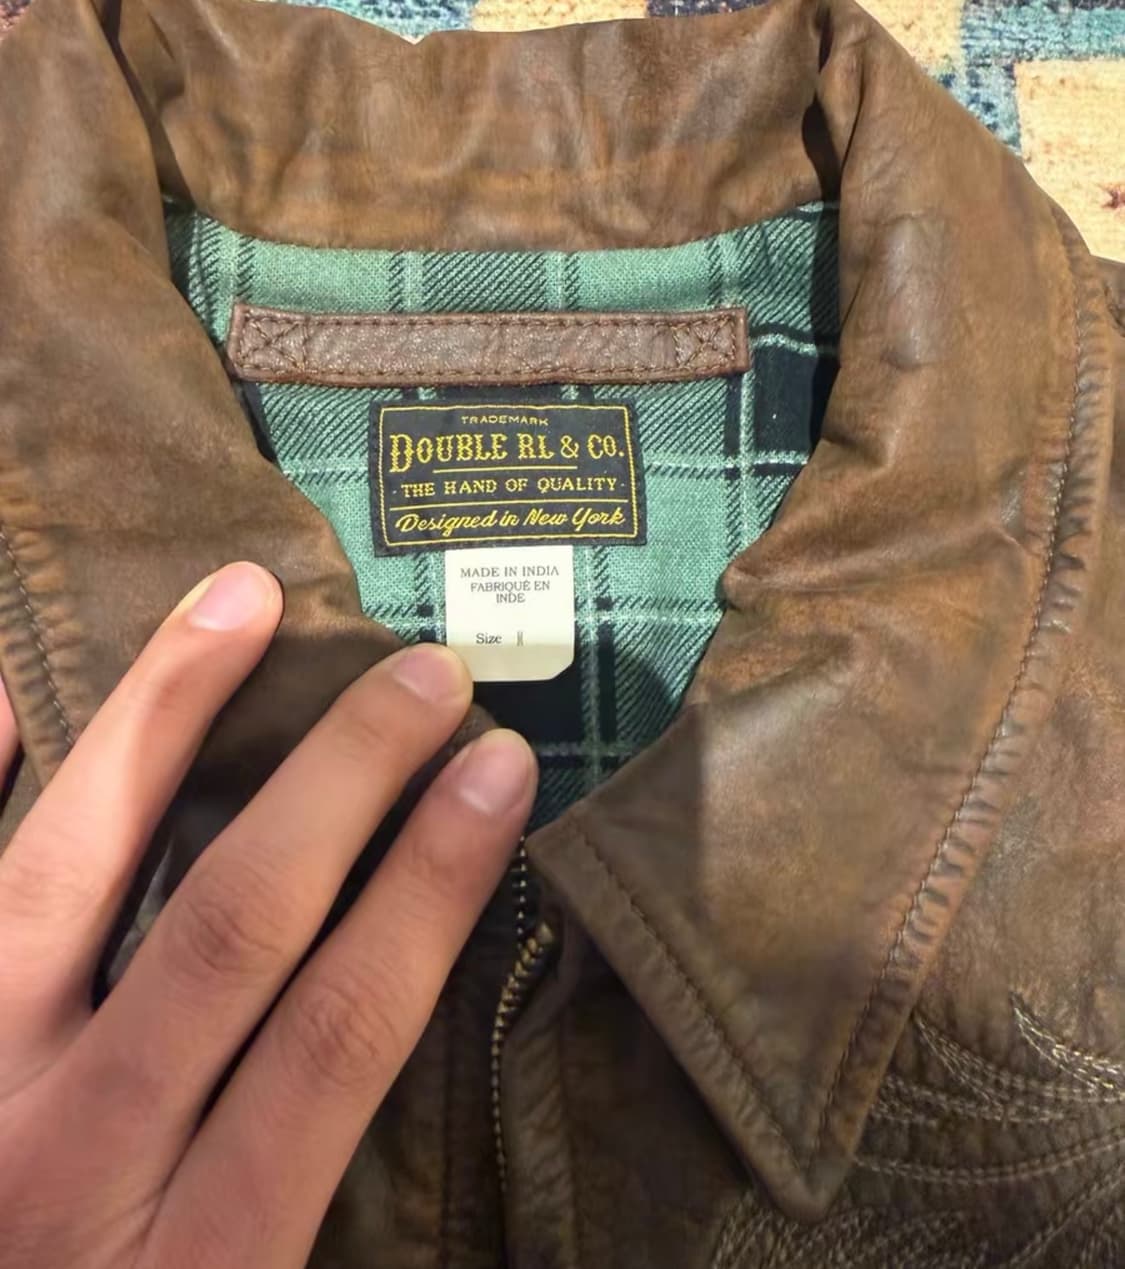 TRADEMARK
DOUBLE RL & CO.
· THE HAND OF QUALITY ·
Designed in New York
MADE IN INDIA
FABRIQUÉ EN
INDE
Size